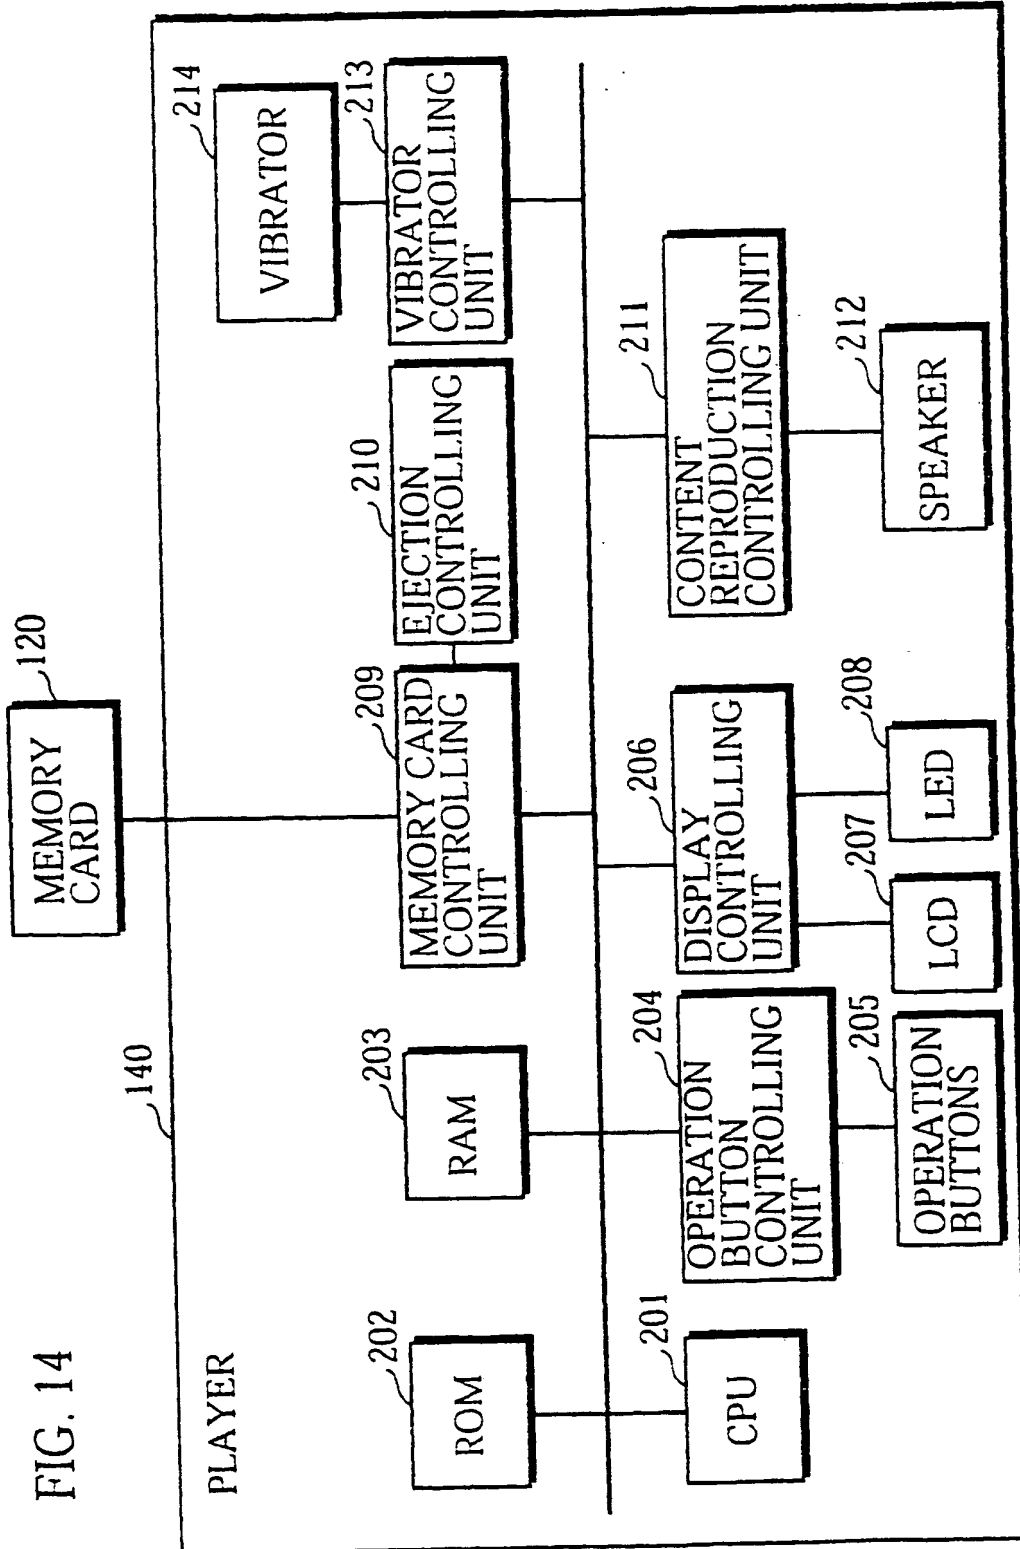 FIG. 14
MEMORY
CARD
120
140
PLAYER
ROM
202
RAM
203
MEMORY CARD
CONTROLLING
UNIT
209
EJECTION
CONTROLLING
UNIT
210
VIBRATOR
214
VIBRATOR
CONTROLLING
UNIT
213
CPU
201
OPERATION
BUTTON
CONTROLLING
UNIT
204
OPERATION
BUTTONS
205
DISPLAY
CONTROLLING
UNIT
206
LCD
207
LED
208
CONTENT
REPRODUCTION
CONTROLLING UNIT
211
SPEAKER
212